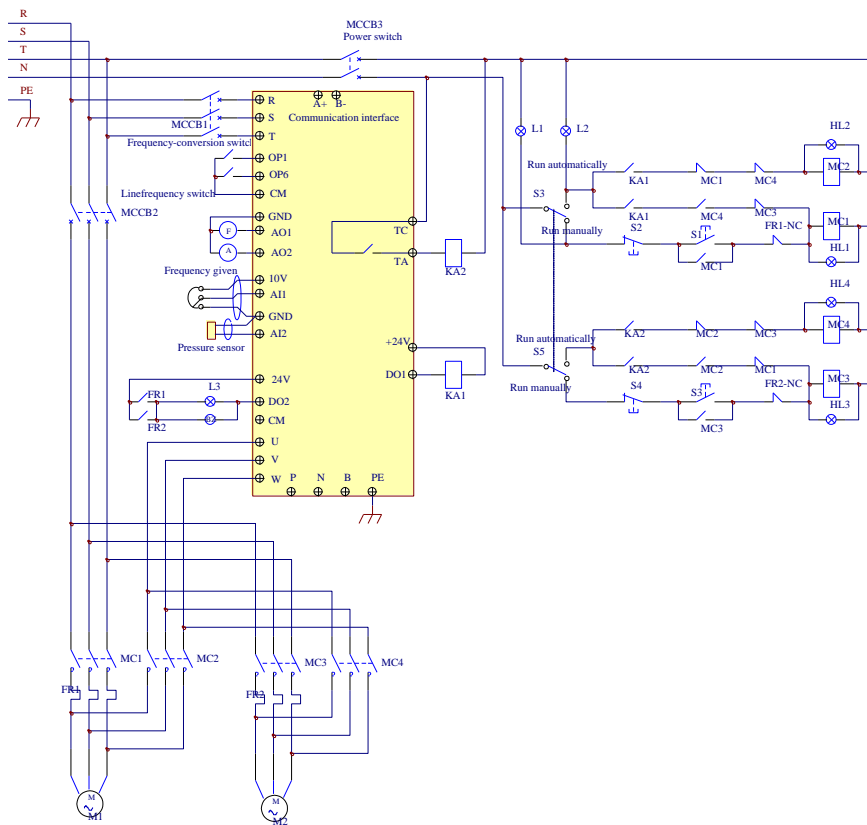 R
MCCB3
S
Power switch
T
N
PE
A+ B-
R
Communication interface
S
MCCB1
T
L1
L2
HL2
Frequency-conversion switch
OP1
Run automatically
MC2
OP6
KA1
MC1
MC4
Linefrequency switch
CM
S3
MCCB2
GND
KA1
MC4
MC3
MC1
TC
F
AO1
Run manually
S2
S1
FR1-NC
A
AO2
TA
MC1
HL1
Frequency given
KA2
10V
HL4
AI1
GND
MC4
AI2
Run automatically
KA2
MC2
MC3
Pressure sensor
+24V
S5
KA2
MC2
MC1
24V
DO1
MC3
L3
Run manually
S4
S3
FR2-NC
FR1
DO2
KA1
HL3
FR2
CM
MC3
U
V
W
P
N
B
PE
MC1
MC2
MC3
MC4
FR1
FR2
M
M1
M
M2